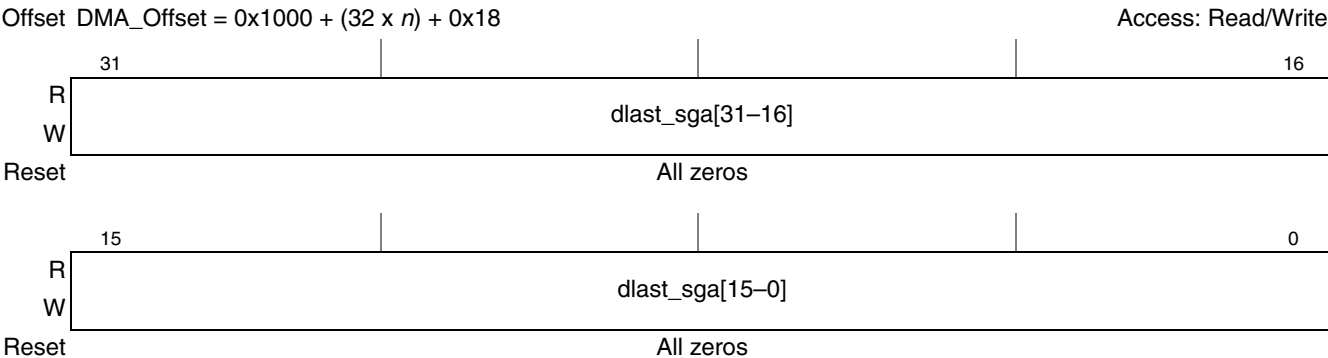 Offset DMA_Offset = 0x1000 + (32 x n) + 0x18 Access: Read/Write
31 16
R
dlast_sga[31–16]
W
Reset All zeros
15 0
R
dlast_sga[15–0]
W
Reset All zeros